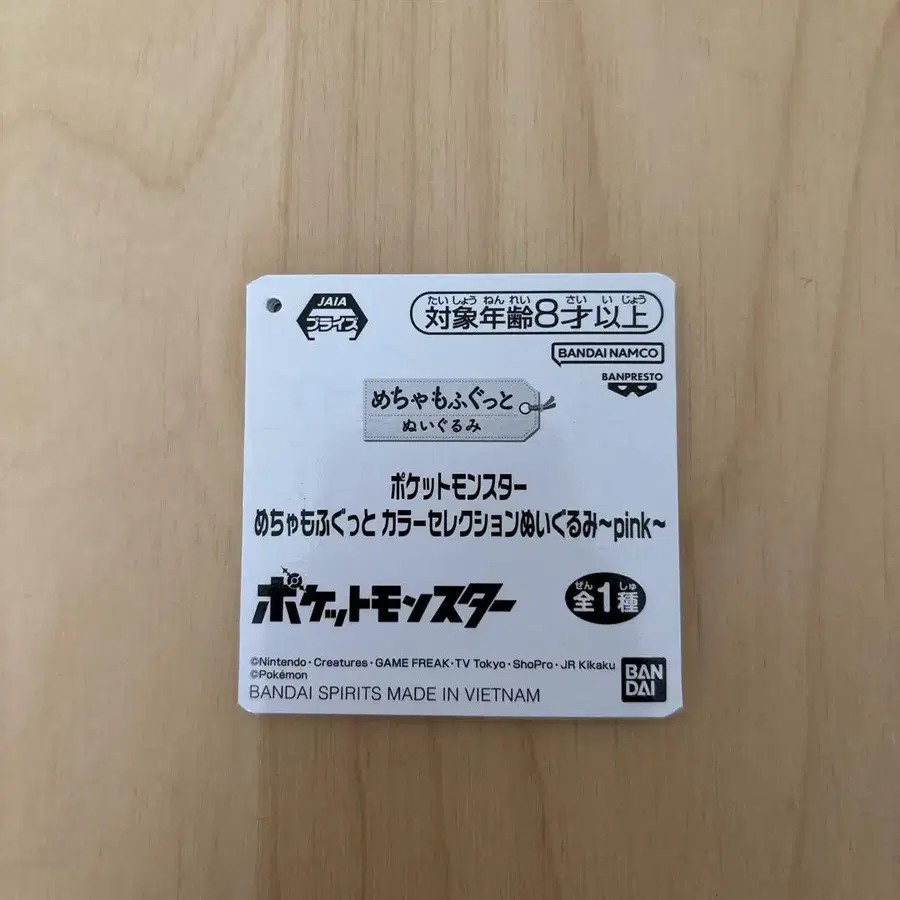 JAIA
プライズ
たいしょうねんれい さい いじょう
対象年齢8才以上
BANDAI NAMCO
BANPRESTO
めちゃもふぐっと
ぬいぐるみ
ポケットモンスター
めちゃもふぐっと カラーセレクションぬいぐるみ～pink～
ポケットモンスター
ぜん しゅ
全1種
©Nintendo・Creatures・GAME FREAK・TV Tokyo・ShoPro・JR Kikaku
©Pokémon
BANDAI SPIRITS MADE IN VIETNAM
BAN
DAI